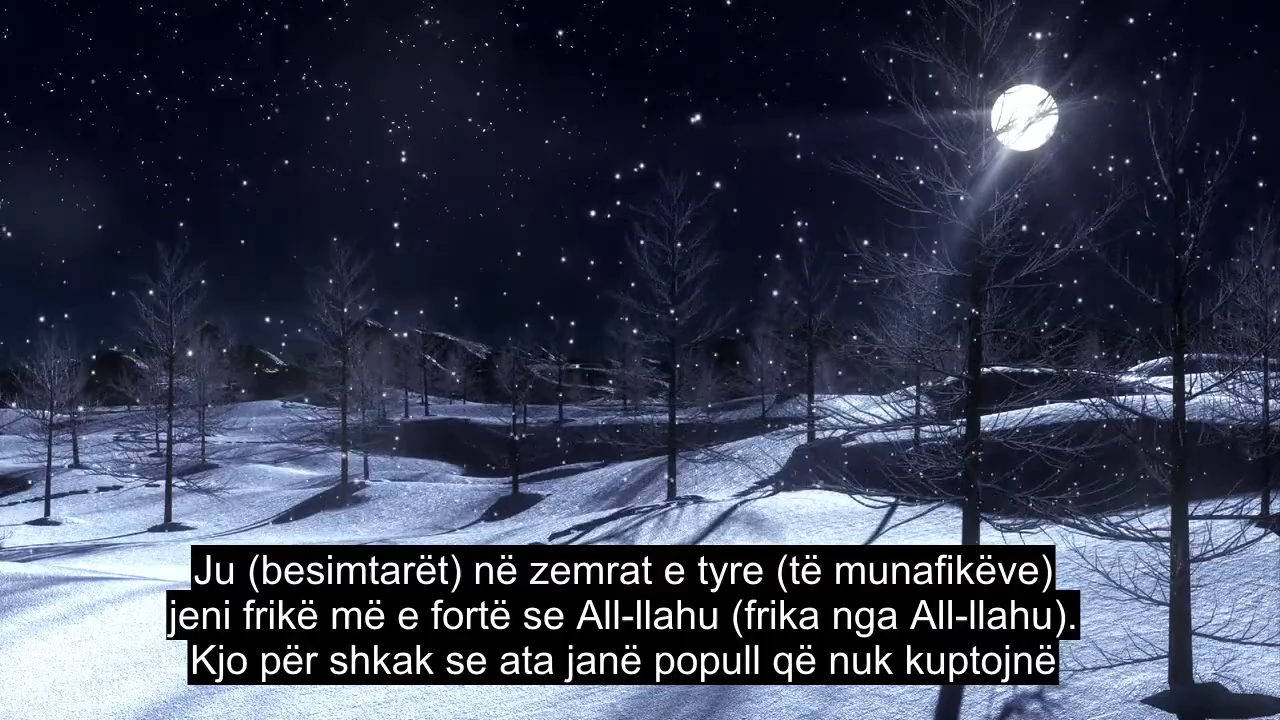 Ju (besimtarët) në zemrat e tyre (të munafikëve)
jeni frikë më e fortë se All-llahu (frika nga All-llahu).
Kjo për shkak se ata janë popull që nuk kuptojnë